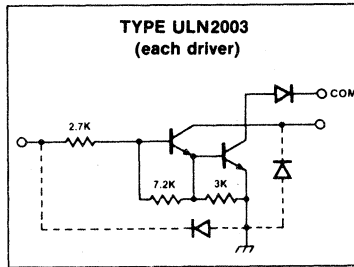 TYPE ULN2003
(each driver)
COM
2.7K
7.2K
3K